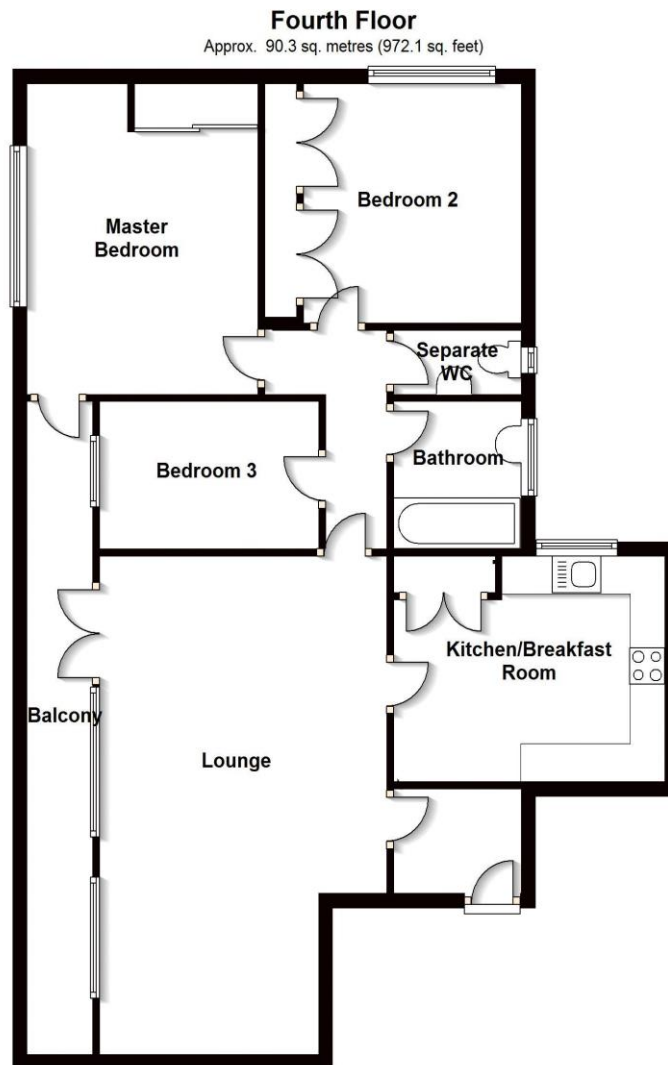 Fourth Floor
Approx. 90.3 sq. metres (972.1 sq. feet)
Bedroom 2
Master
Bedroom
Separate
WC
Bathroom
Bedroom 3
Kitchen/Breakfast
Room
Balcony
Lounge